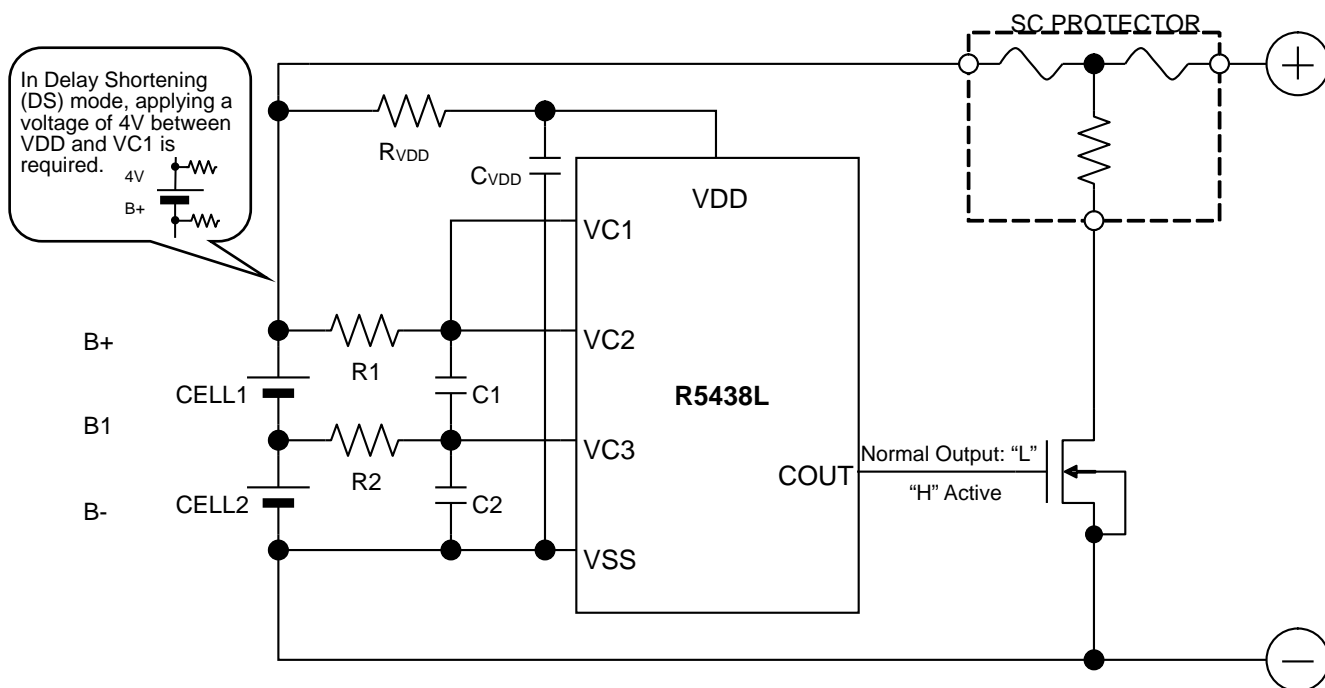 SC PROTECTOR
In Delay Shortening
(DS) mode, applying a
voltage of 4V between
VDD and VC1 is
required.
4V
B+
RVDD
CVDD
VDD
VC1
B+
R1
VC2
CELL1
C1
R5438L
B1
R2
VC3
Normal Output: “L”
COUT
“H” Active
B-
CELL2
C2
VSS